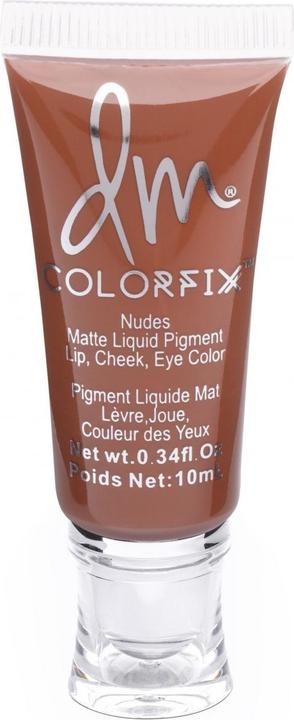 dm®
COLORFIX™
Nudes
Matte Liquid Pigment
Lip, Cheek, Eye Color
Pigment Liquide Mat
Lèvre,Joue,
Couleur des Yeux
Net wt.0.34fl.Oz
Poids Net:10mL